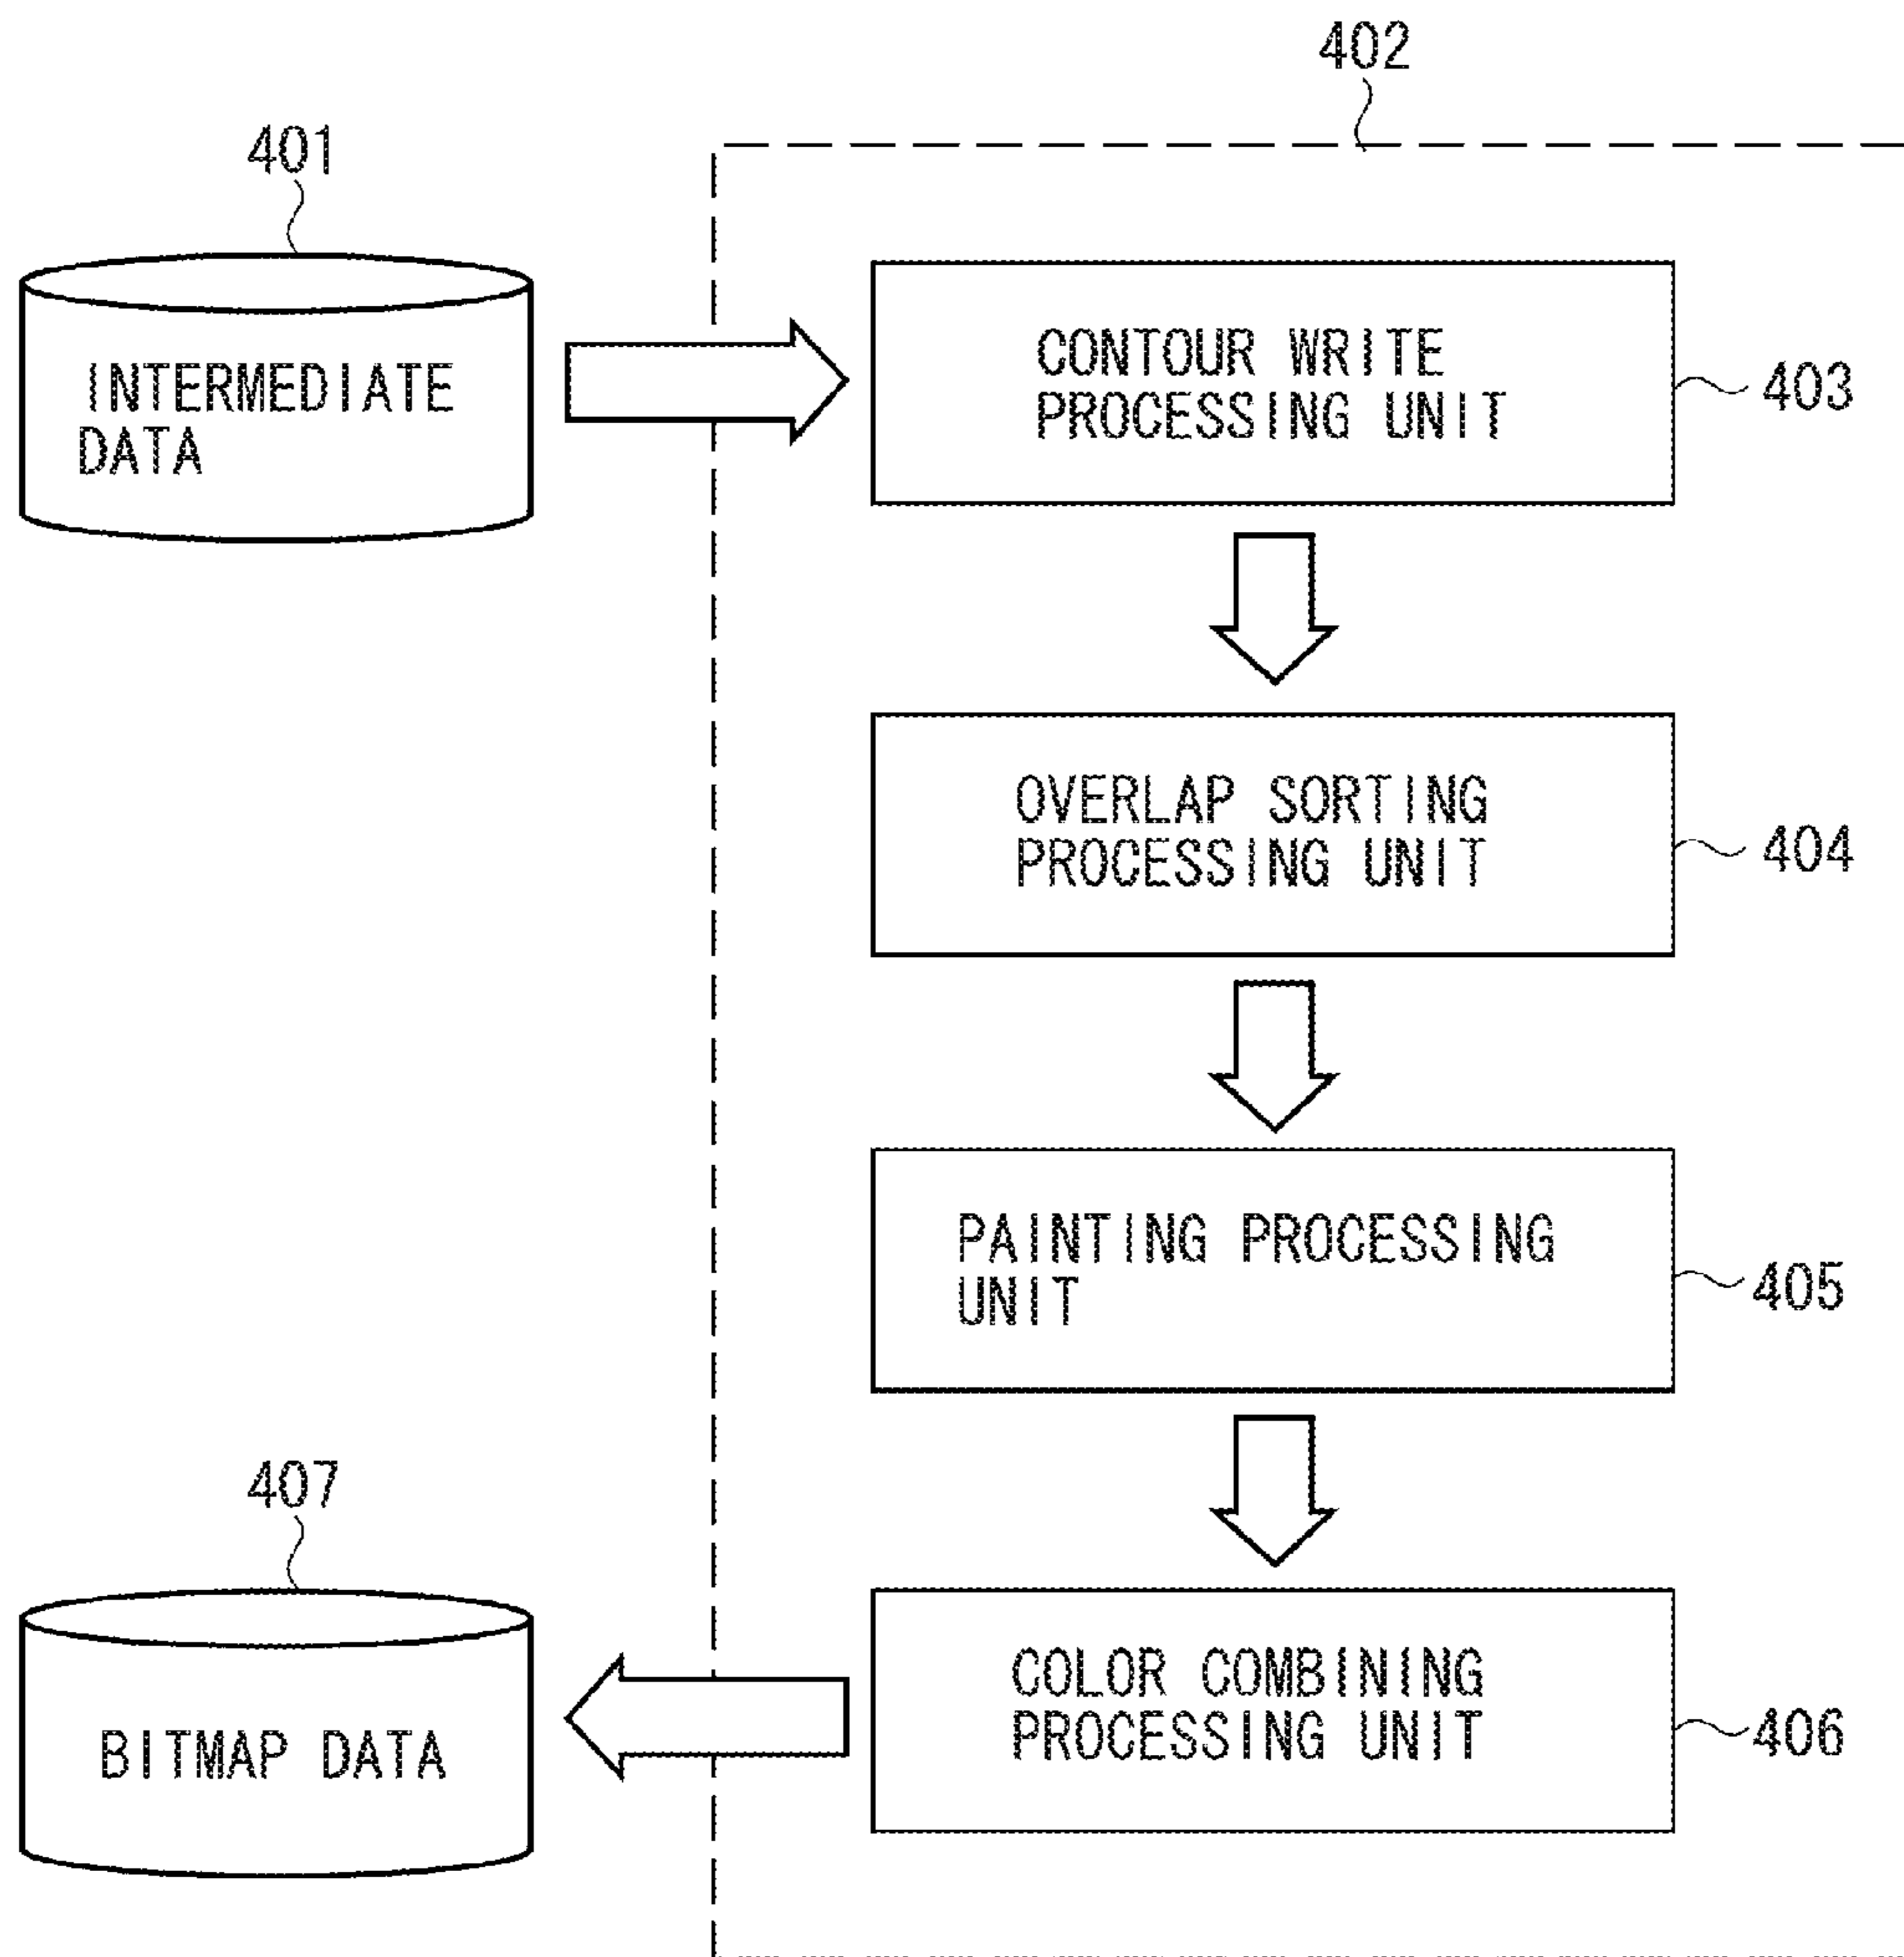 402
401
INTERMEDIATE
DATA
CONTOUR WRITE
PROCESSING UNIT
403
OVERLAP SORTING
PROCESSING UNIT
404
PAINTING PROCESSING
UNIT
405
407
BITMAP DATA
COLOR COMBINING
PROCESSING UNIT
406